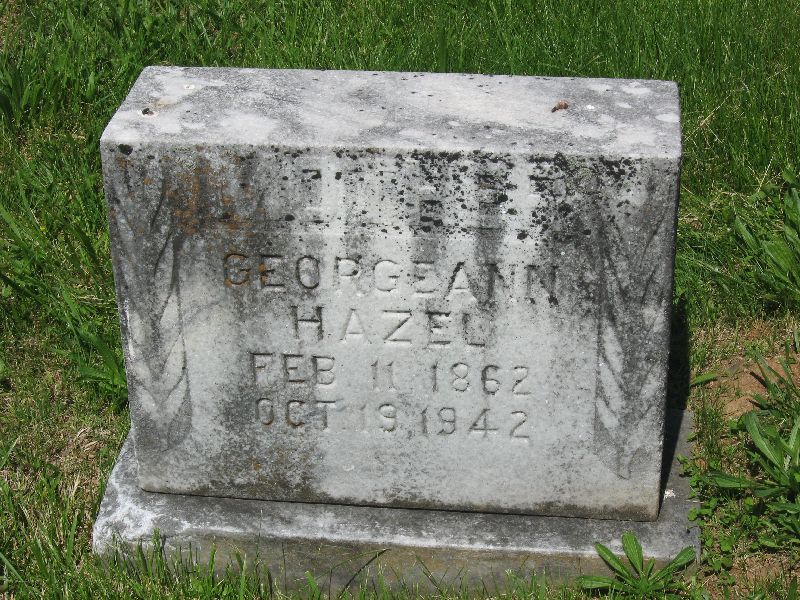 GEORGEANN
HAZEL
FEB 11 1862
OCT 19, 1942